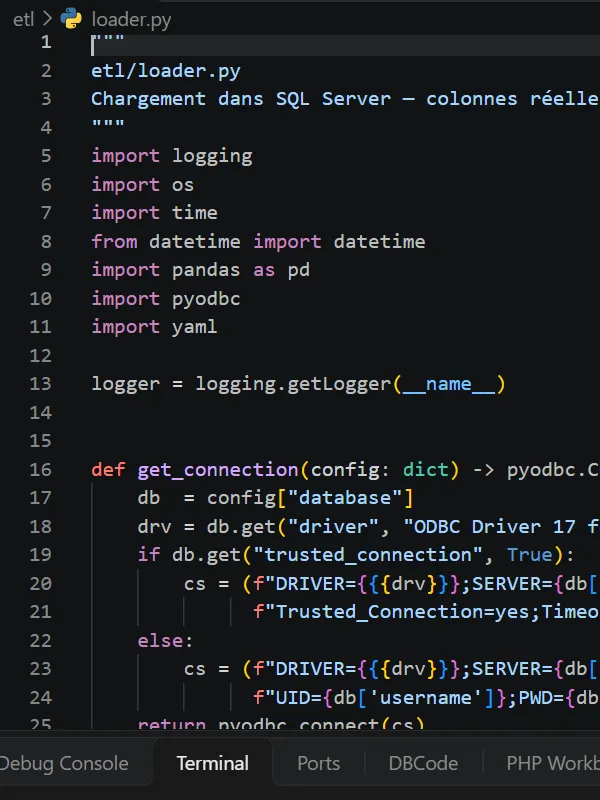 etl > loader.py
1 """
2 etl/loader.py
3 Chargement dans SQL Server — colonnes réelle
4 """
5 import logging
6 import os
7 import time
8 from datetime import datetime
9 import pandas as pd
10 import pyodbc
11 import yaml
12
13 logger = logging.getLogger(__name__)
14
15
16 def get_connection(config: dict) -> pyodbc.C
17     db  = config["database"]
18     drv = db.get("driver", "ODBC Driver 17 f
19     if db.get("trusted_connection", True):
20         cs = (f"DRIVER={{{drv}}};SERVER={db[
21               f"Trusted_Connection=yes;Timeo
22     else:
23         cs = (f"DRIVER={{{drv}}};SERVER={db[
24               f"UID={db['username']};PWD={db
25     return pyodbc.connect(cs)
Debug Console Terminal Ports DBCode PHP Workb